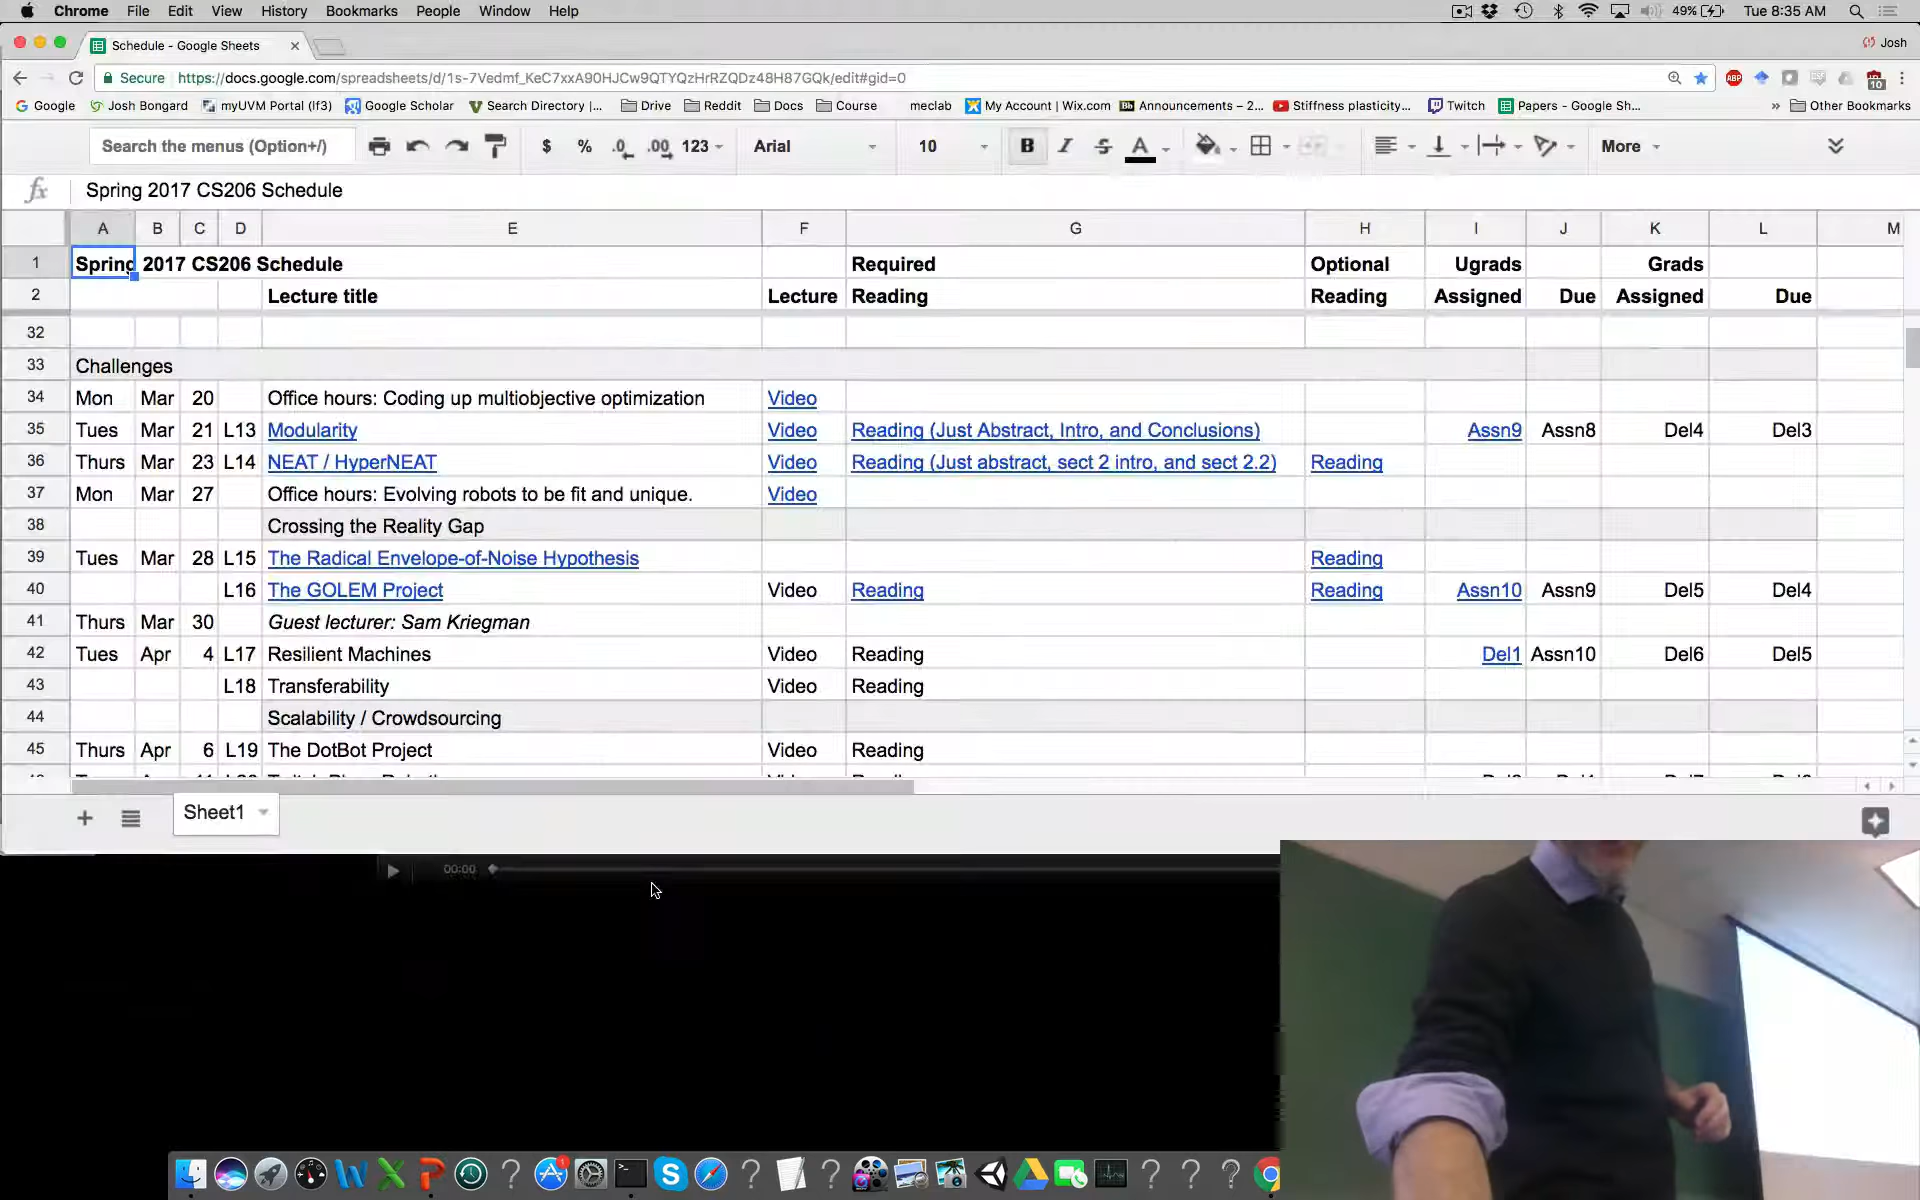 Chrome File Edit View History Bookmarks People Window Help 49% Tue 8:35 AM
Schedule - Google Sheets Josh
Secure https://docs.google.com/spreadsheets/d/1s-7Vedmf_KeC7xxA90HJCw9QTYQzHrRZQDz48H87GQk/edit#gid=0 ABP 10
Google Josh Bongard myUVM Portal (lf3) Google Scholar Search Directory |... Drive Reddit Docs Course meclab My Account | Wix.com Bb Announcements – 2... Stiffness plasticity... Twitch Papers - Google Sh... » Other Bookmarks
Search the menus (Option+/) $ % .0 .00 123 Arial 10 B I S A More
fx Spring 2017 CS206 Schedule
A B C D E F G H I J K L M
1 Spring 2017 CS206 Schedule Required Optional Ugrads Grads
2 Lecture title Lecture Reading Reading Assigned Due Assigned Due
32
33 Challenges
34 Mon Mar 20 Office hours: Coding up multiobjective optimization Video
35 Tues Mar 21 L13 Modularity Video Reading (Just Abstract, Intro, and Conclusions) Assn9 Assn8 Del4 Del3
36 Thurs Mar 23 L14 NEAT / HyperNEAT Video Reading (Just abstract, sect 2 intro, and sect 2.2) Reading
37 Mon Mar 27 Office hours: Evolving robots to be fit and unique. Video
38 Crossing the Reality Gap
39 Tues Mar 28 L15 The Radical Envelope-of-Noise Hypothesis Reading
40 L16 The GOLEM Project Video Reading Reading Assn10 Assn9 Del5 Del4
41 Thurs Mar 30 Guest lecturer: Sam Kriegman
42 Tues Apr 4 L17 Resilient Machines Video Reading Del1 Assn10 Del6 Del5
43 L18 Transferability Video Reading
44 Scalability / Crowdsourcing
45 Thurs Apr 6 L19 The DotBot Project Video Reading
Sheet1
00:00